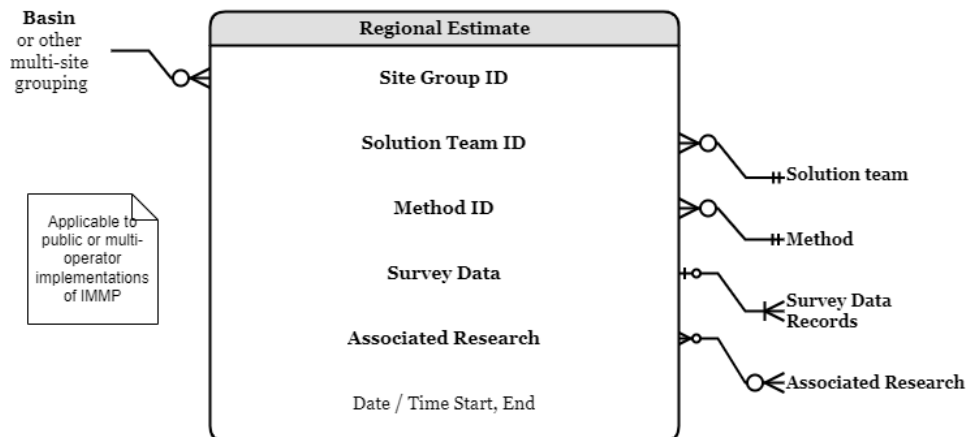 Basin
or other
multi-site
grouping
Regional Estimate
Site Group ID
Solution Team ID
Method ID
Survey Data
Associated Research
Date / Time Start, End
Applicable to
public or multi-
operator
implementations
of IMMP
Solution team
Method
Survey Data
Records
Associated Research